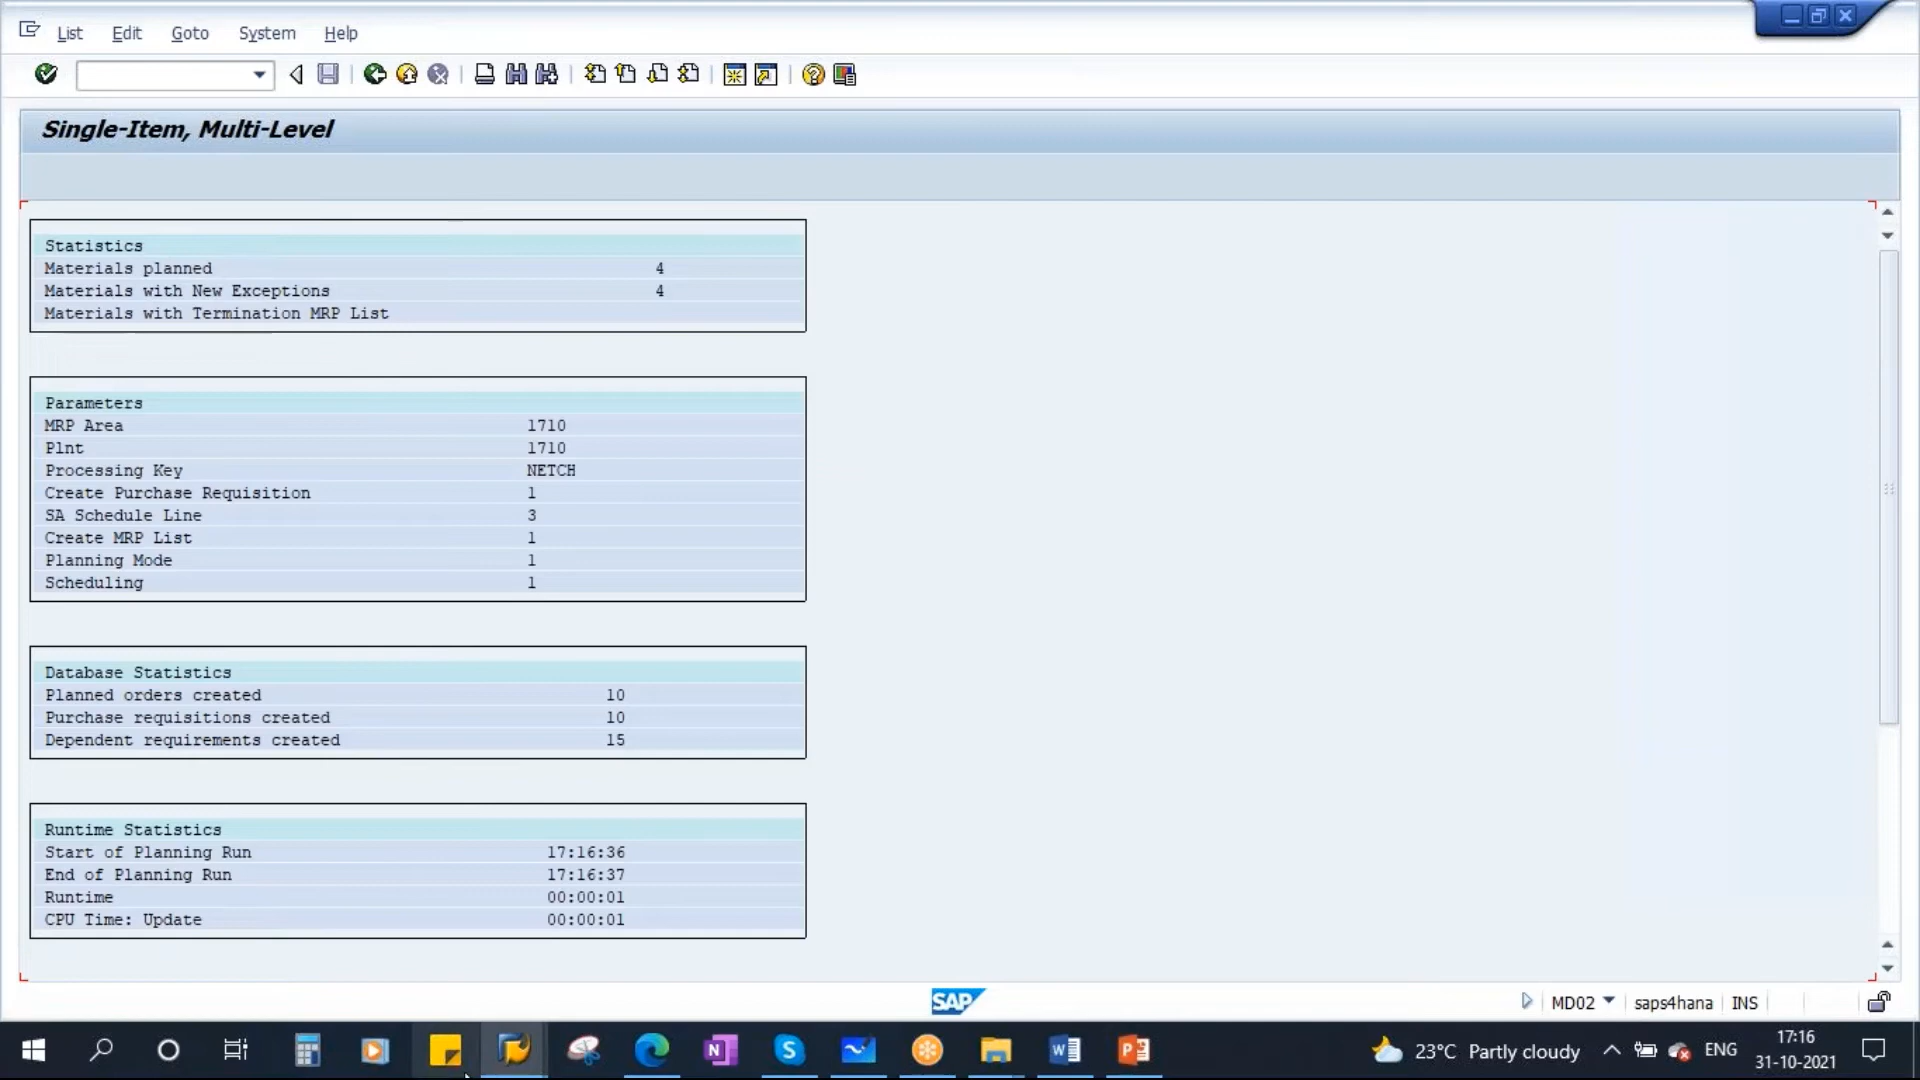 List Edit Goto System Help
Single-Item, Multi-Level
Statistics
Materials planned 4
Materials with New Exceptions 4
Materials with Termination MRP List
Parameters
MRP Area 1710
Plnt 1710
Processing Key NETCH
Create Purchase Requisition 1
SA Schedule Line 3
Create MRP List 1
Planning Mode 1
Scheduling 1
Database Statistics
Planned orders created 10
Purchase requisitions created 10
Dependent requirements created 15
Runtime Statistics
Start of Planning Run 17:16:36
End of Planning Run 17:16:37
Runtime 00:00:01
CPU Time: Update 00:00:01
SAP MD02 saps4hana INS
23°C Partly cloudy ENG 17:16
31-10-2021